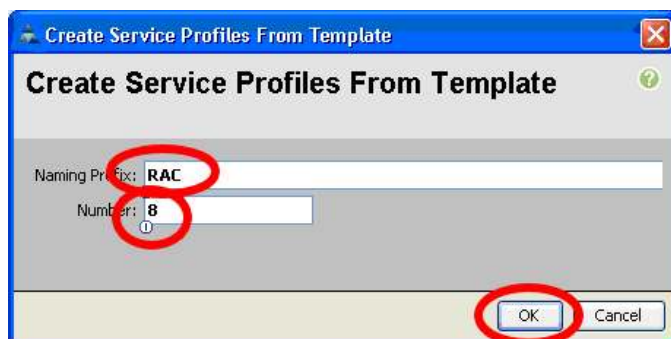 Create Service Profiles From Template
Create Service Profiles From Template
Naming Prefix: RAC
Number: 8
OK Cancel